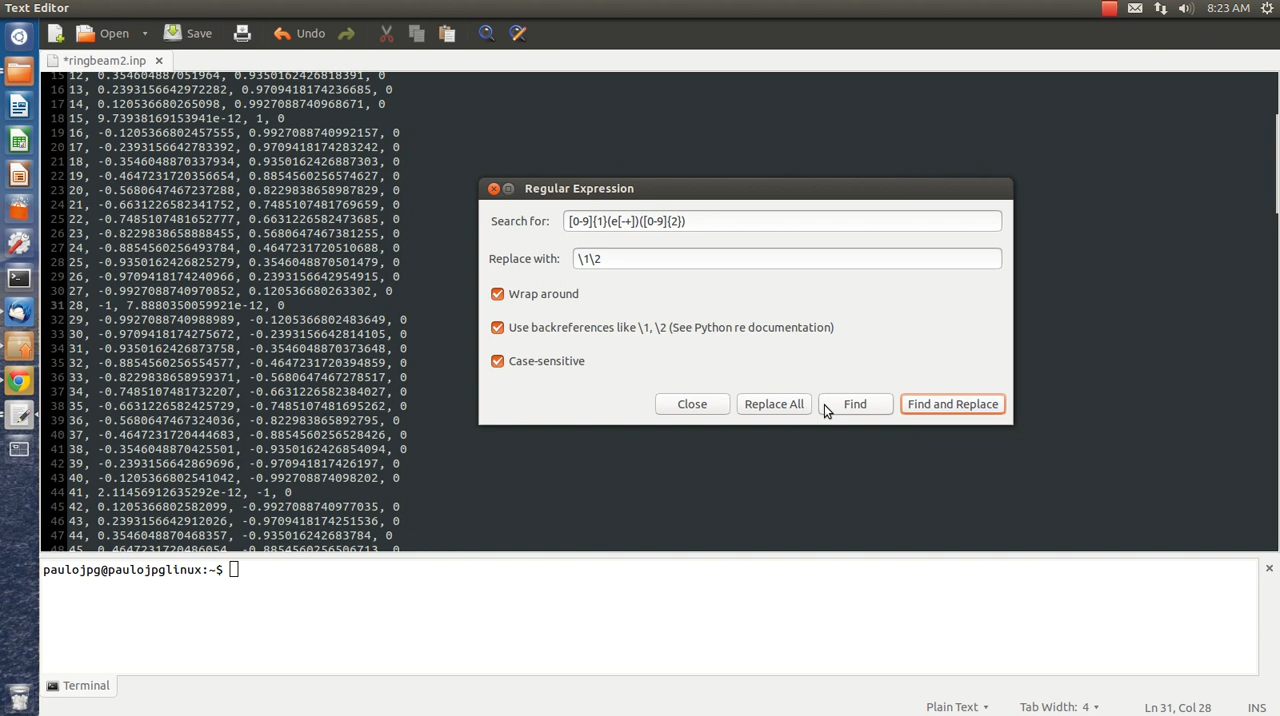 Text Editor
8:23 AM
Open Save Undo
*ringbeam2.inp
15 12, 0.354604887051964, 0.9350162426818391, 0
16 13, 0.2393156642972282, 0.9709418174236685, 0
17 14, 0.120536680265098, 0.9927088740968671, 0
18 15, 9.73938169153941e-12, 1, 0
19 16, -0.1205366802457555, 0.9927088740992157, 0
20 17, -0.2393156642783392, 0.9709418174283242, 0
21 18, -0.3546048870337934, 0.9350162426887303, 0
22 19, -0.4647231720356654, 0.8854560256574627, 0
23 20, -0.5680647467237288, 0.8229838658987829, 0
24 21, -0.6631226582341752, 0.7485107481659769, 0
25 22, -0.7485107481652777, 0.6631226582473685, 0
26 23, -0.8229838658888455, 0.5680647467381255, 0
27 24, -0.8854560256493784, 0.4647231720510688, 0
28 25, -0.9350162426825279, 0.3546048870501479, 0
29 26, -0.9709418174240966, 0.2393156642954915, 0
30 27, -0.9927088740970852, 0.120536680263302, 0
31 28, -1, 7.8880350059921e-12, 0
32 29, -0.9927088740988989, -0.1205366802483649, 0
33 30, -0.9709418174275672, -0.2393156642814105, 0
34 31, -0.9350162426873758, -0.3546048870373648, 0
35 32, -0.8854560256554577, -0.4647231720394859, 0
36 33, -0.8229838658959371, -0.5680647467278517, 0
37 34, -0.7485107481732207, -0.6631226582384027, 0
38 35, -0.6631226582425729, -0.7485107481695262, 0
39 36, -0.5680647467324036, -0.822983865892795, 0
40 37, -0.4647231720444683, -0.8854560256528426, 0
41 38, -0.3546048870425501, -0.9350162426854094, 0
42 39, -0.2393156642869696, -0.970941817426197, 0
43 40, -0.1205366802541042, -0.992708874098202, 0
44 41, 2.11456912635292e-12, -1, 0
45 42, 0.1205366802582099, -0.9927088740977035, 0
46 43, 0.2393156642912026, -0.9709418174251536, 0
47 44, 0.3546048870468357, -0.935016242683784, 0
48 45, 0.4647231720486054, -0.8854560256506713, 0
Regular Expression
Search for: [0-9]{1}(e[-+])([0-9]{2})
Replace with: \1\2
Wrap around
Use backreferences like \1, \2 (See Python re documentation)
Case-sensitive
Close Replace All Find Find and Replace
paulojpg@paulojpglinux:~$
Terminal
Plain Text Tab Width: 4 Ln 31, Col 28 INS